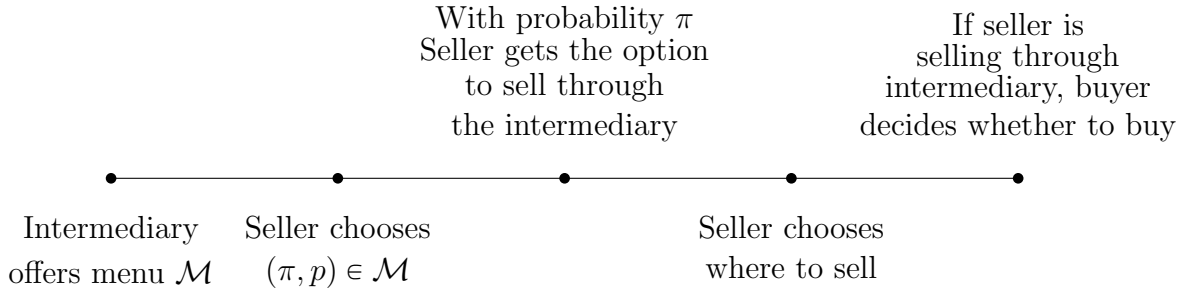 With probability π
Seller gets the option
to sell through
the intermediary
If seller is
selling through
intermediary, buyer
decides whether to buy
Intermediary
offers menu ℳ
Seller chooses
(π, p) ∈ ℳ
Seller chooses
where to sell